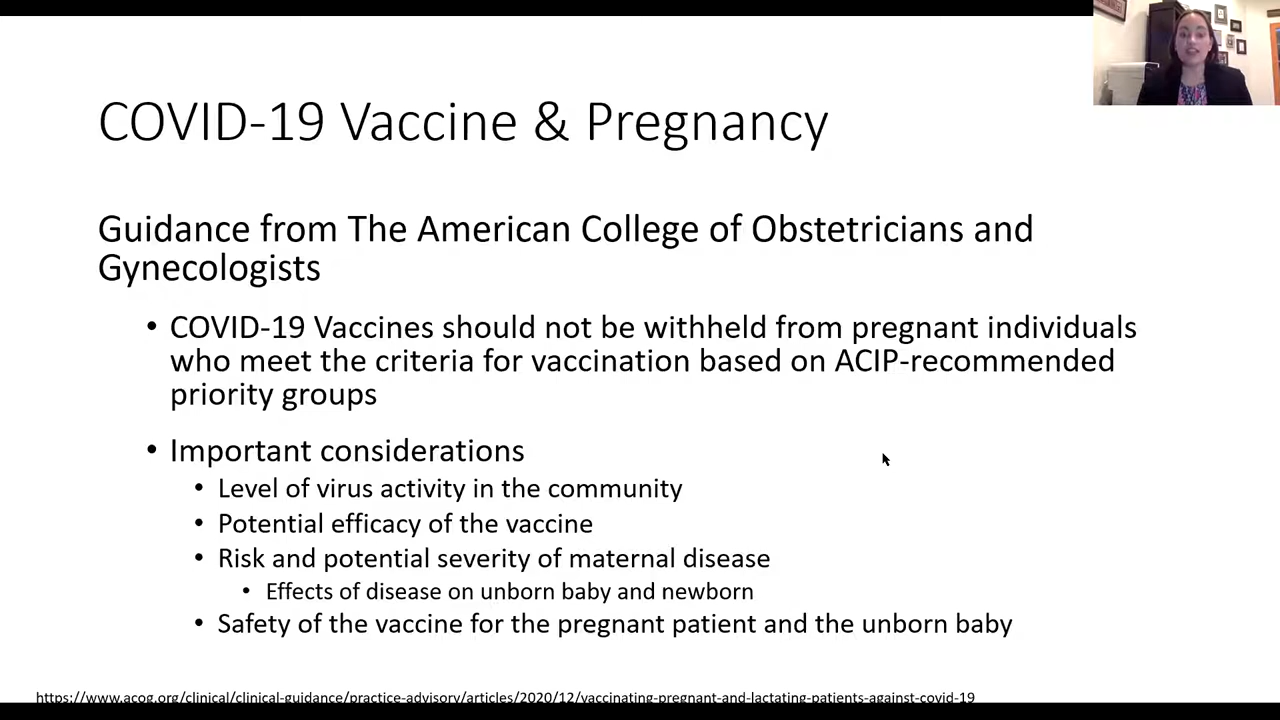 COVID-19 Vaccine & Pregnancy
Guidance from The American College of Obstetricians and
Gynecologists
• COVID-19 Vaccines should not be withheld from pregnant individuals
who meet the criteria for vaccination based on ACIP-recommended
priority groups
• Important considerations
• Level of virus activity in the community
• Potential efficacy of the vaccine
• Risk and potential severity of maternal disease
• Effects of disease on unborn baby and newborn
• Safety of the vaccine for the pregnant patient and the unborn baby
https://www.acog.org/clinical/clinical-guidance/practice-advisory/articles/2020/12/vaccinating-pregnant-and-lactating-patients-against-covid-19